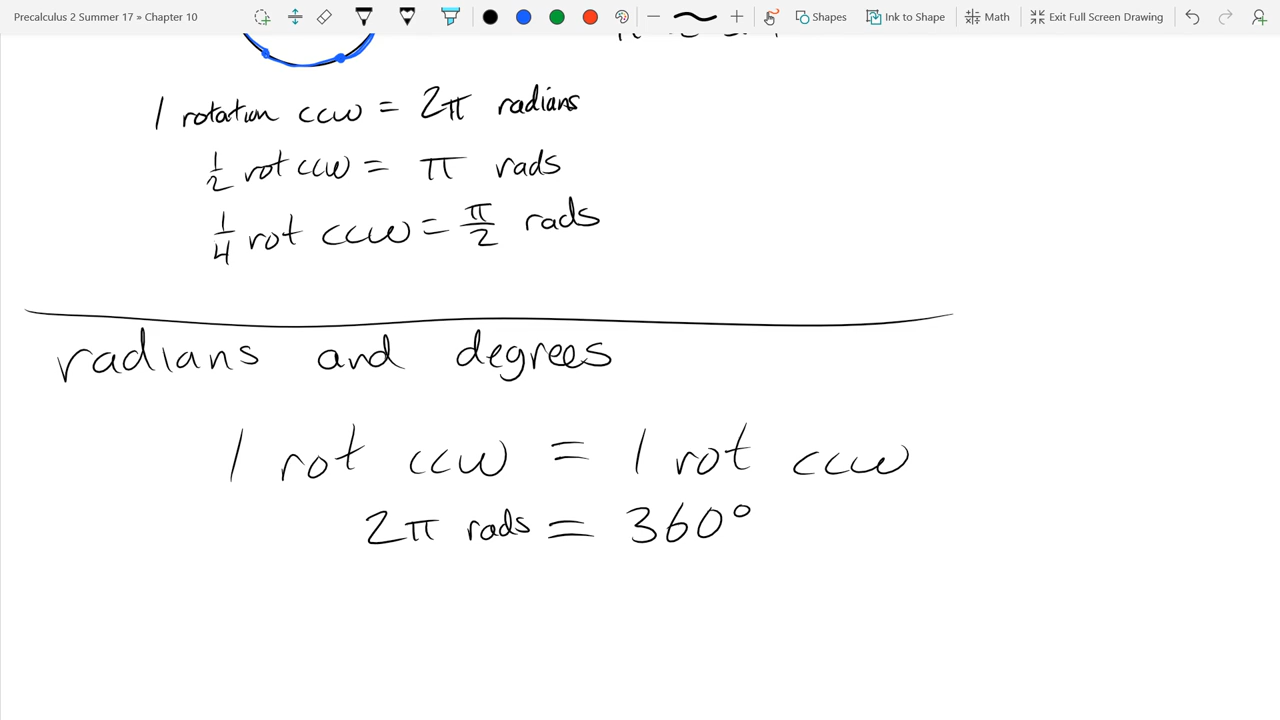 Precalculus 2 Summer 17 » Chapter 10
Shapes
Ink to Shape
Math
Exit Full Screen Drawing
1 rotation ccw = 2π radians
1/2 rot ccw = π rads
1/4 rot ccw = π/2 rads
radians and degrees
1 rot ccw = 1 rot ccw
2π rads = 360°